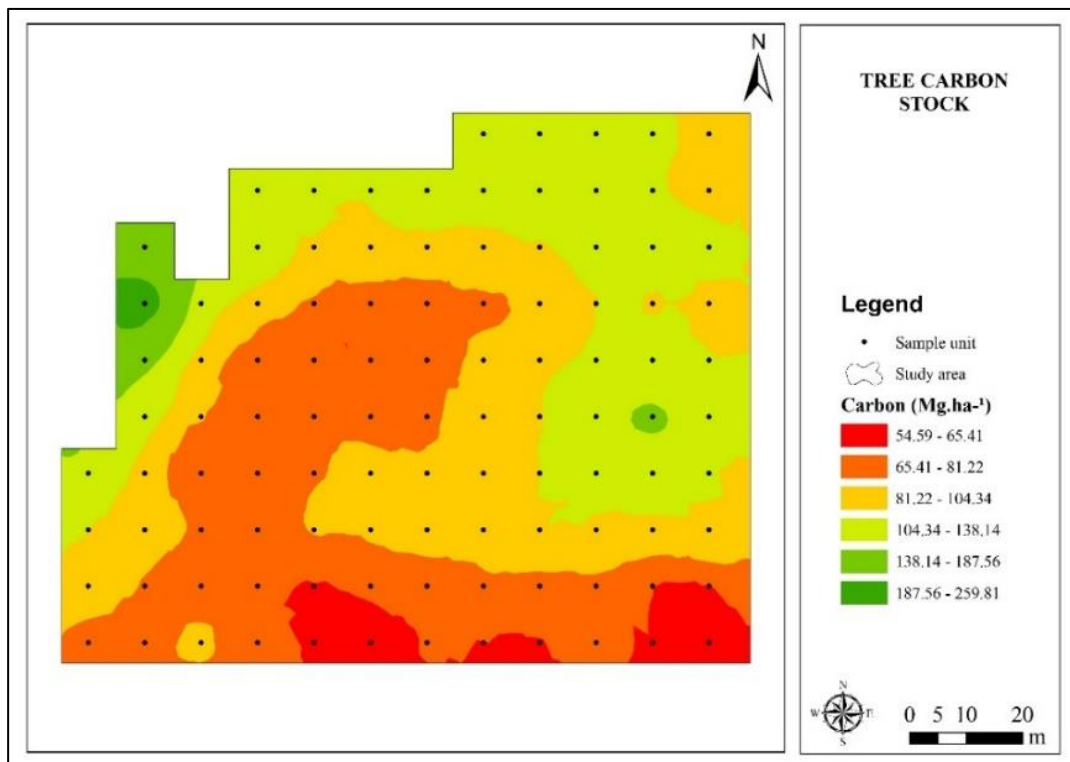 N
TREE CARBON
STOCK
Legend
Sample unit
Study area
Carbon (Mg.ha-¹)
54.59 - 65.41
65.41 - 81.22
81.22 - 104.34
104.34 - 138.14
138.14 - 187.56
187.56 - 259.81
N
W E
S
0 5 10 20
m